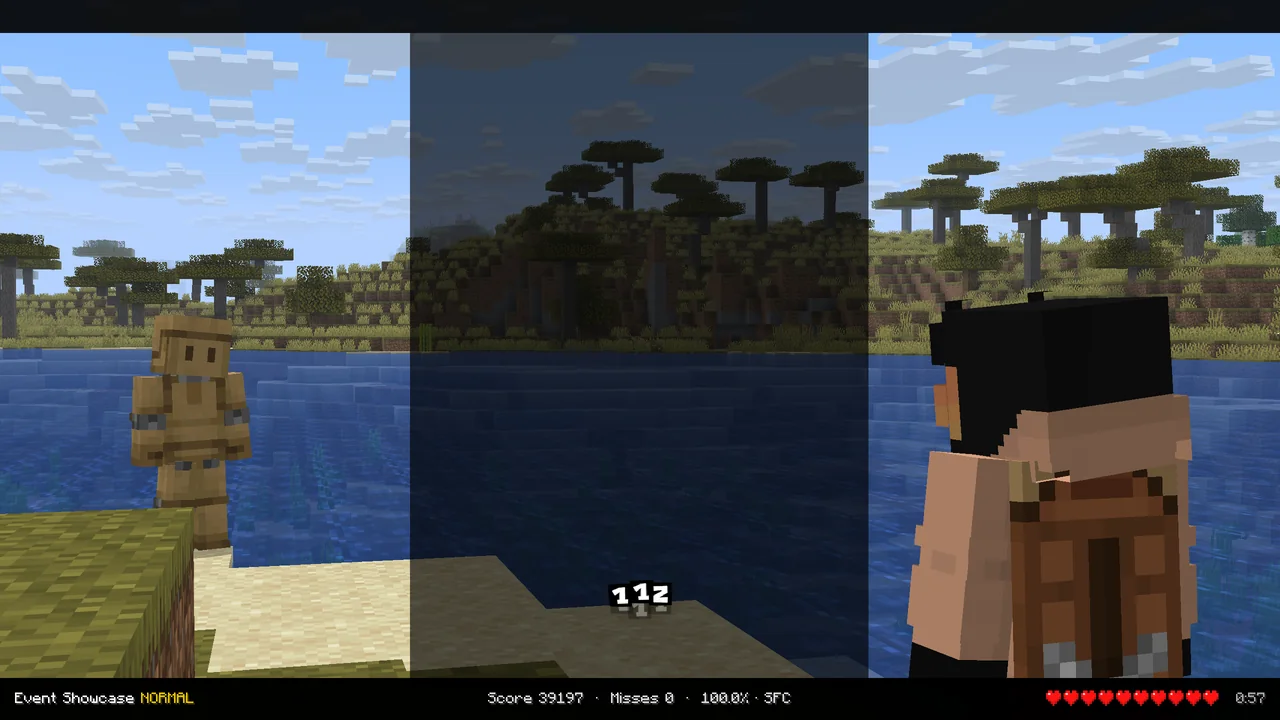 112
Event Showcase NORMAL
Score 39197 · Misses 0 · 100.0% · SFC
0:57